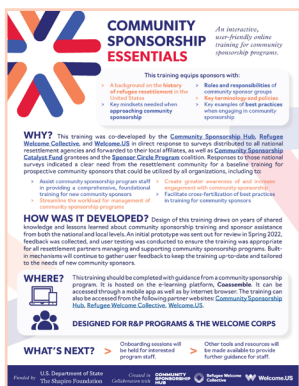 COMMUNITY
SPONSORSHIP
ESSENTIALS
An interactive,
user-friendly online
training for community
sponsorship programs.
This training equips sponsors with:
> A background on the history
of refugee resettlement in the
United States
> Key mindsets needed when
approaching community
sponsorship
> Roles and responsibilities of
community sponsor groups
> Key terminology and policies
> Key examples of best practices
when engaging in community
sponsorship
WHY? This training was co-developed by the Community Sponsorship Hub, Refugee
Welcome Collective, and Welcome.US in direct response to surveys distributed to all national
resettlement agencies and forwarded to their local affiliates, as well as Community Sponsorship
Catalyst Fund grantees and the Sponsor Circle Program coalition. Responses to those national
surveys indicated a clear need from the resettlement community for a baseline training for
prospective community sponsors that could be utilized by all organizations, including to:
> Assist community sponsorship program staff
in providing a comprehensive, foundational
training for new community sponsors
> Streamline the workload for management of
community sponsorship programs
> Create greater awareness of and increase
engagement with community sponsorship
> Facilitate cross-fertilization of best practices
in training for community sponsors
HOW WAS IT DEVELOPED? Design of this training draws on years of shared
knowledge and lessons learned about community sponsorship training and sponsor assistance
from both the national and local levels. An initial prototype was sent out for review in Spring 2022,
feedback was collected, and user testing was conducted to ensure the training was appropriate
for all resettlement partners managing and supporting community sponsorship programs. Built-
in mechanisms will continue to gather user feedback to keep the training up-to-date and tailored
to the needs of new community sponsors.
WHERE? This training should be completed with guidance from a community sponsorship
program. It is hosted on the e-learning platform, Coassemble. It can be
accessed through a mobile app as well as by internet browser. The training can
also be accessed from the following partner websites: Community Sponsorship
Hub, Refugee Welcome Collective, Welcome.US.
DESIGNED FOR R&P PROGRAMS & THE WELCOME CORPS
WHAT'S NEXT? > Onboarding sessions will
be held for interested
program staff.
> Other tools and resources will
be made available to provide
further guidance for staff.
Funded by U.S. Department of State
The Shapiro Foundation
Created in
Collaboration with
COMMUNITY
SPONSORSHIP
HUB
Refugee Welcome
Collective
Welcome.US